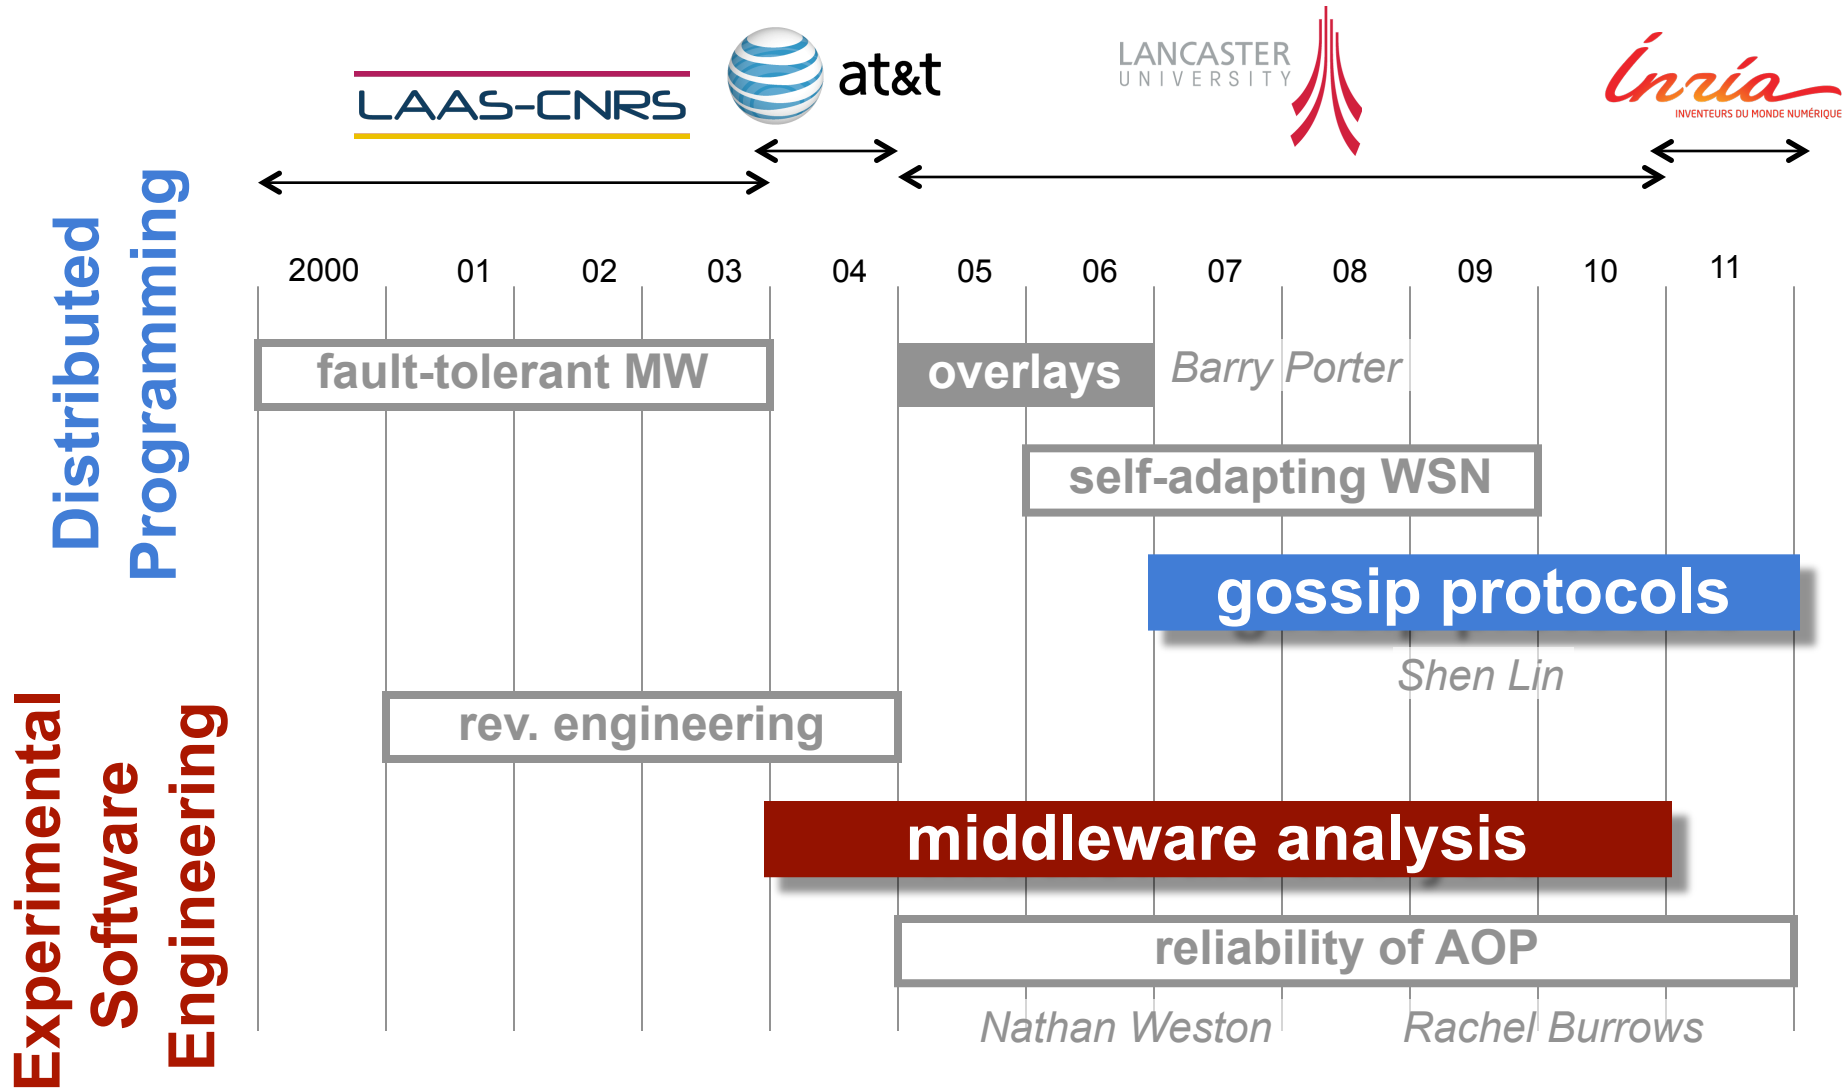 LAAS-CNRS
at&t
LANCASTER
UNIVERSITY
Inria
INVENTEURS DU MONDE NUMÉRIQUE
Distributed
Programming
2000 01 02 03 04 05 06 07 08 09 10 11
fault-tolerant MW
overlays
Barry Porter
self-adapting WSN
gossip protocols
Shen Lin
Experimental
Software
Engineering
rev. engineering
middleware analysis
reliability of AOP
Nathan Weston
Rachel Burrows